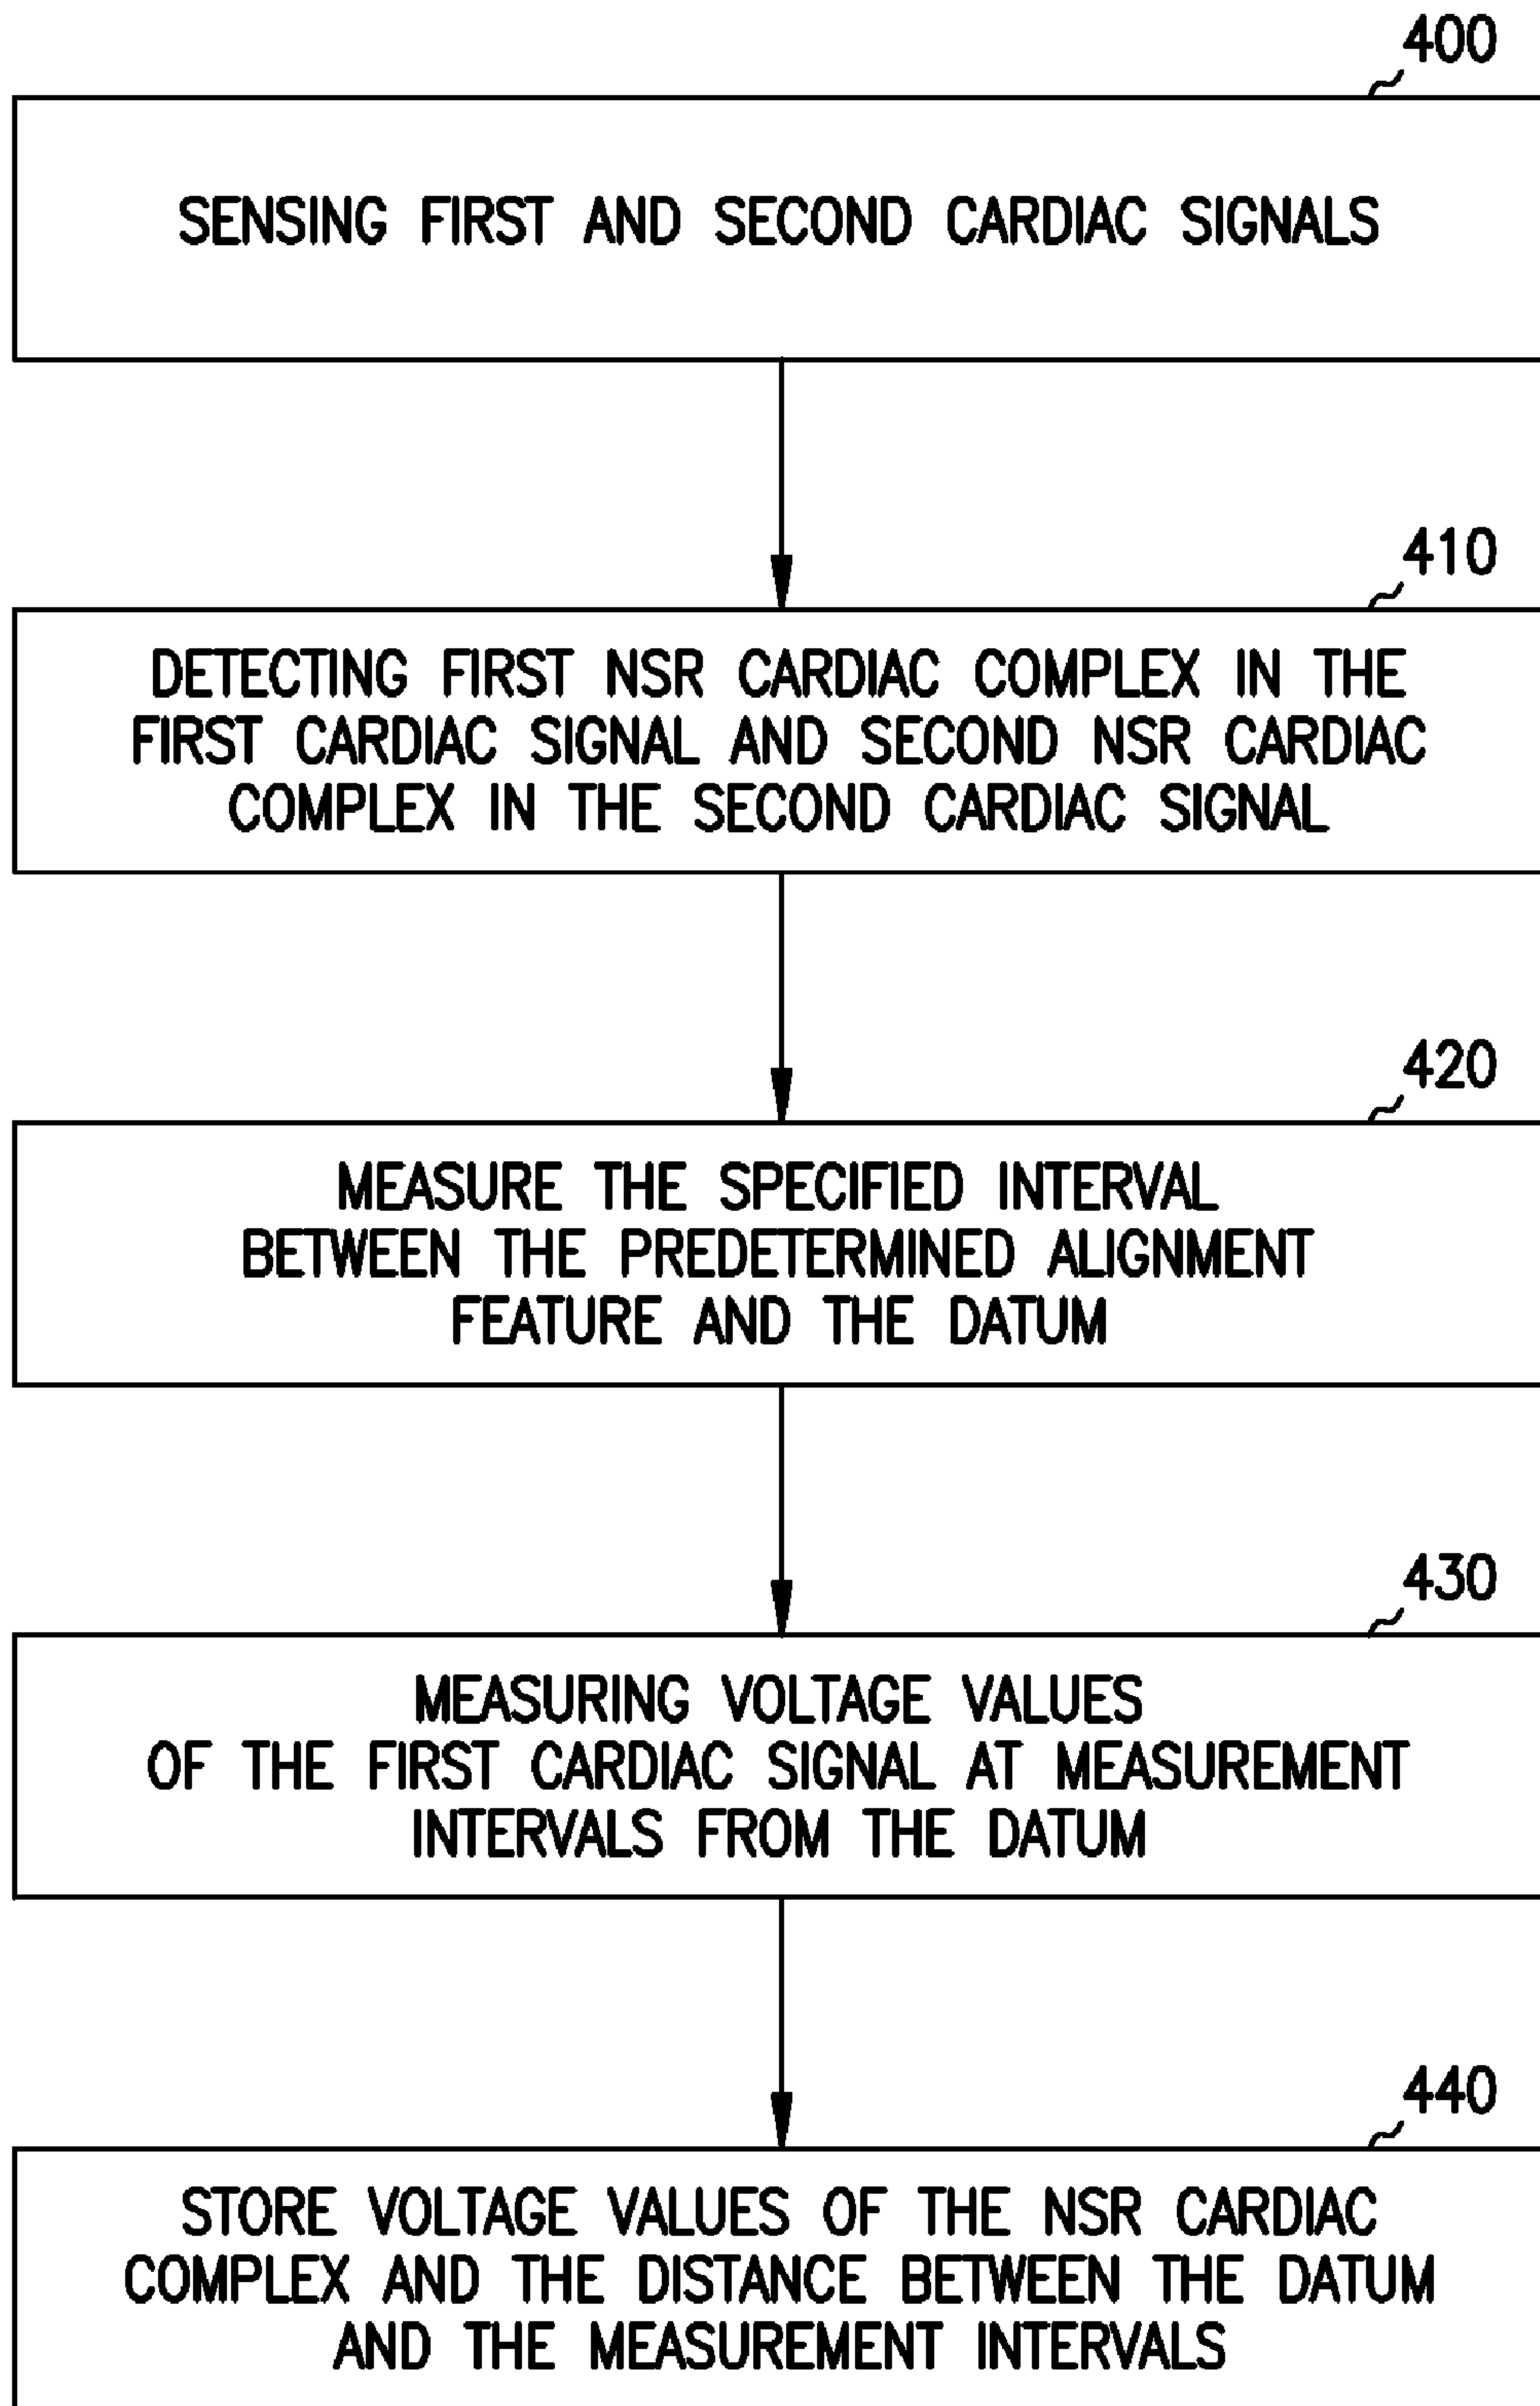 400
SENSING FIRST AND SECOND CARDIAC SIGNALS
410
DETECTING FIRST NSR CARDIAC COMPLEX IN THE
FIRST CARDIAC SIGNAL AND SECOND NSR CARDIAC
COMPLEX IN THE SECOND CARDIAC SIGNAL
420
MEASURE THE SPECIFIED INTERVAL
BETWEEN THE PREDETERMINED ALIGNMENT
FEATURE AND THE DATUM
430
MEASURING VOLTAGE VALUES
OF THE FIRST CARDIAC SIGNAL AT MEASUREMENT
INTERVALS FROM THE DATUM
440
STORE VOLTAGE VALUES OF THE NSR CARDIAC
COMPLEX AND THE DISTANCE BETWEEN THE DATUM
AND THE MEASUREMENT INTERVALS